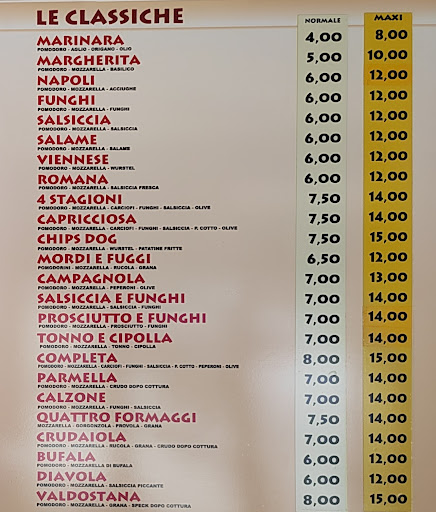 LE CLASSICHE NORMALE MAXI
MARINARA 4,00 8,00
POMODORO - AGLIO - ORIGANO - OLIO
MARGHERITA 5,00 10,00
POMODORO - MOZZARELLA - BASILICO
NAPOLI 6,00 12,00
POMODORO - MOZZARELLA - ACCIUGHE
FUNGHI 6,00 12,00
POMODORO - MOZZARELLA - FUNGHI
SALSICCIA 6,00 12,00
POMODORO - MOZZARELLA - SALSICCIA
SALAME 6,00 12,00
POMODORO - MOZZARELLA - SALAME
VIENNESE 6,00 12,00
POMODORO - MOZZARELLA - WURSTEL
ROMANA 6,00 12,00
POMODORO - MOZZARELLA - SALSICCIA FRESCA
4 STAGIONI 7,50 14,00
POMODORO - MOZZARELLA - CARCIOFI - FUNGHI - SALSICCIA - OLIVE
CAPRICCIOSA 7,50 14,00
POMODORO - MOZZARELLA - CARCIOFI - FUNGHI - SALSICCIA - P. COTTO - OLIVE
CHIPS DOG 7,50 15,00
POMODORO - MOZZARELLA - WURSTEL - PATATINE FRITTE
MORDI E FUGGI 6,50 12,00
POMODORINI - MOZZARELLA - RUCOLA - GRANA
CAMPAGNOLA 7,00 13,00
POMODORO - MOZZARELLA - PEPERONI - OLIVE
SALSICCIA E FUNGHI 7,00 14,00
POMODORO - MOZZARELLA - SALSICCIA - FUNGHI
PROSCIUTTO E FUNGHI 7,00 14,00
POMODORO - MOZZARELLA - PROSCIUTTO - FUNGHI
TONNO E CIPOLLA 7,00 14,00
POMODORO - MOZZARELLA - TONNO - CIPOLLA
COMPLETA 8,00 15,00
POMODORO - MOZZARELLA - CARCIOFI - FUNGHI - SALSICCIA - P. COTTO - PEPERONI - OLIVE
PARMELLA 7,00 14,00
POMODORO - MOZZARELLA - CRUDO DOPO COTTURA
CALZONE 7,00 14,00
POMODORO - MOZZARELLA - FUNGHI - SALSICCIA
QUATTRO FORMAGGI 7,50 14,00
MOZZARELLA - GORGONZOLA - PROVOLA - GRANA
CRUDAIOLA 7,00 14,00
POMODORO - MOZZARELLA - RUCOLA - GRANA - CRUDO DOPO COTTURA
BUFALA 6,00 12,00
POMODORO - MOZZARELLA DI BUFALA
DIAVOLA 6,00 12,00
POMODORO - MOZZARELLA - SALSICCIA PICCANTE
VALDOSTANA 8,00 15,00
POMODORO - MOZZARELLA - GRANA - SPECK DOPO COTTURA